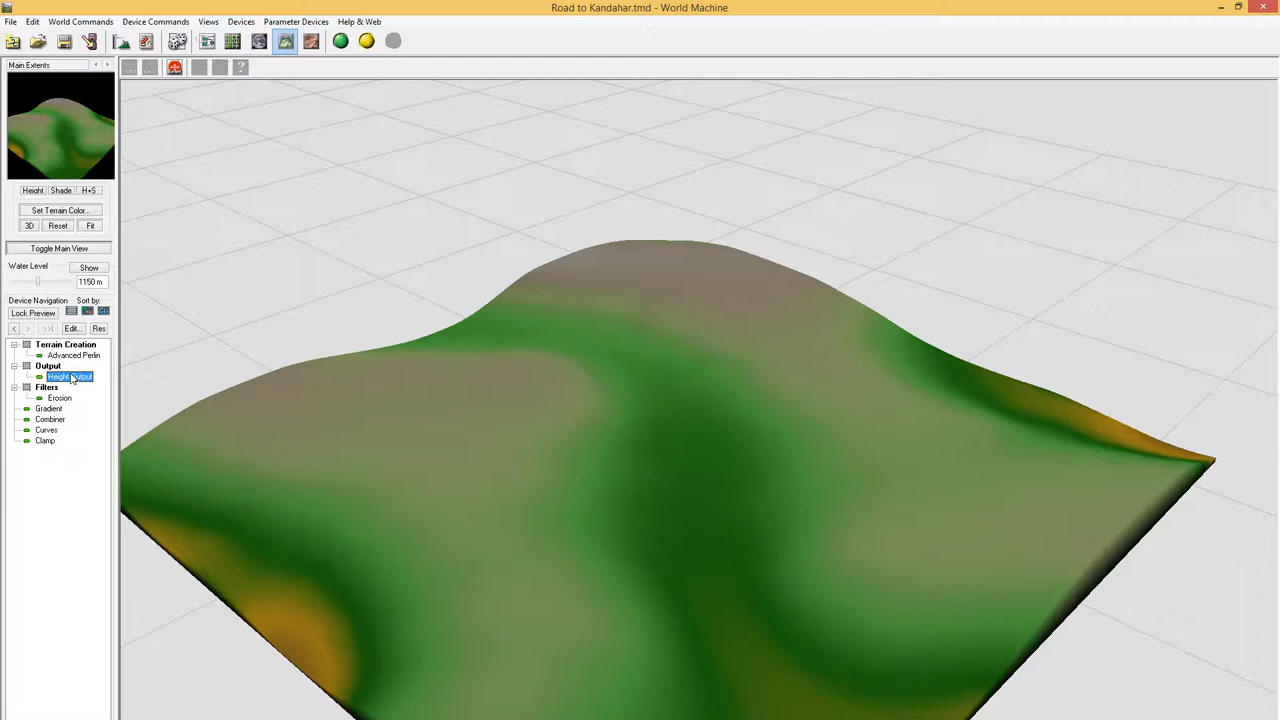 Road to Kandahar.tmd - World Machine
File Edit World Commands Device Commands Views Devices Parameter Devices Help & Web
Main Extents
Height Shade H+S
Set Terrain Color...
3D Reset Fit
Toggle Main View
Water Level Show
1150 m
Device Navigation Sort by:
Lock Preview
Edit... Res
Terrain Creation
Advanced Perlin
Output
Height Output
Filters
Erosion
Gradient
Combiner
Curves
Clamp